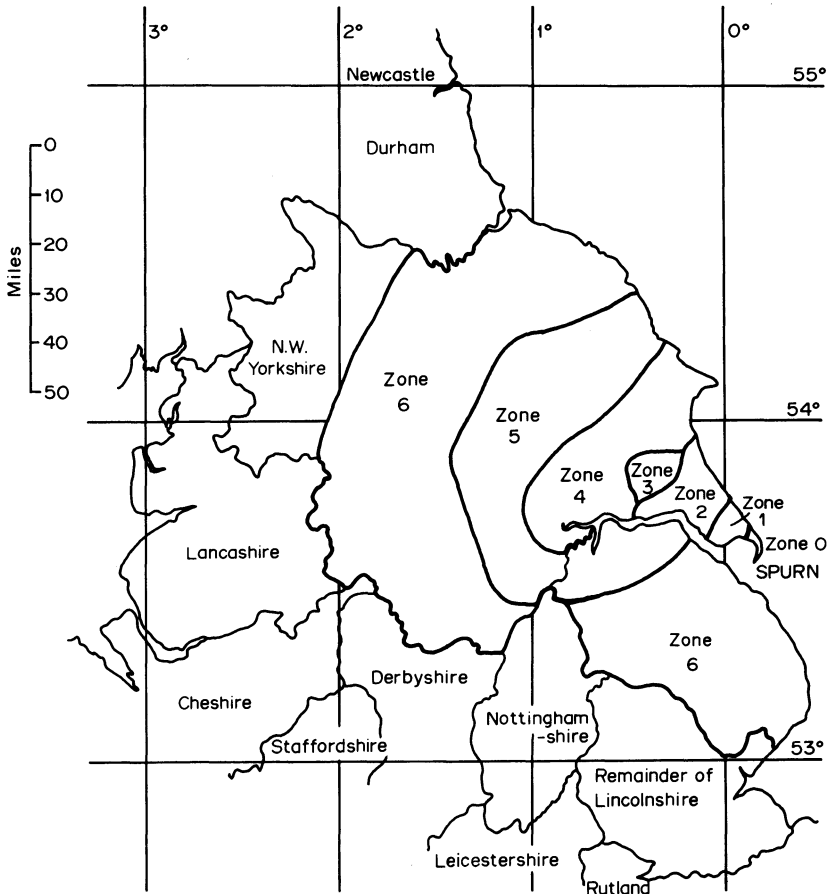 3°
2°
1°
0°
Newcastle
55°
Durham
Miles
0
10
20
30
40
50
N.W.
Yorkshire
Zone
6
54°
Zone
5
Zone
4
Zone
3
Zone
2
Zone
1
Zone 0
SPURN
Lancashire
Zone
6
Cheshire
Derbyshire
Staffordshire
Nottingham
-shire
53°
Remainder of
Lincolnshire
Leicestershire
Rutland